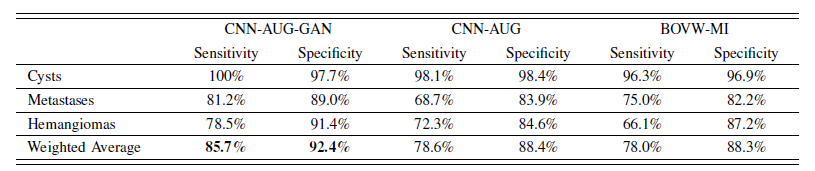 CNN-AUG-GAN CNN-AUG BOVW-MI
Sensitivity Specificity Sensitivity Specificity Sensitivity Specificity
Cysts 100% 97.7% 98.1% 98.4% 96.3% 96.9%
Metastases 81.2% 89.0% 68.7% 83.9% 75.0% 82.2%
Hemangiomas 78.5% 91.4% 72.3% 84.6% 66.1% 87.2%
Weighted Average 85.7% 92.4% 78.6% 88.4% 78.0% 88.3%